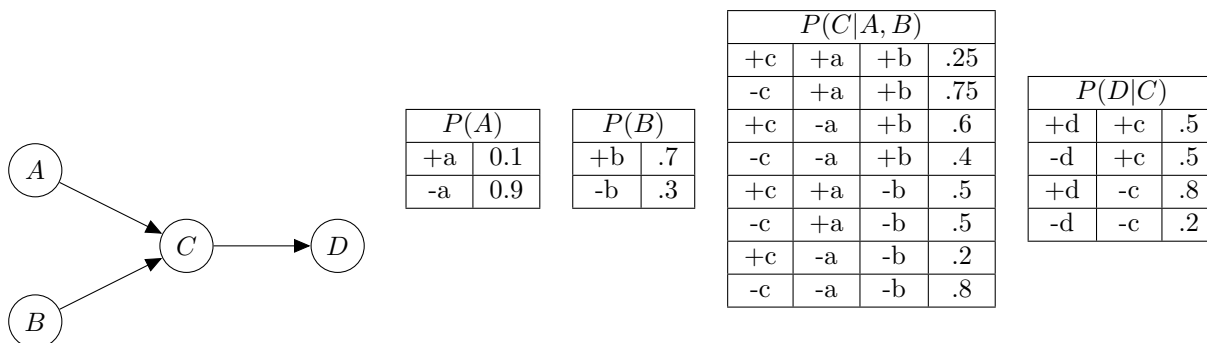 A
B
C
D
P(A)
+a 0.1
-a 0.9
P(B)
+b .7
-b .3
P(C|A, B)
+c +a +b .25
-c +a +b .75
+c -a +b .6
-c -a +b .4
+c +a -b .5
-c +a -b .5
+c -a -b .2
-c -a -b .8
P(D|C)
+d +c .5
-d +c .5
+d -c .8
-d -c .2